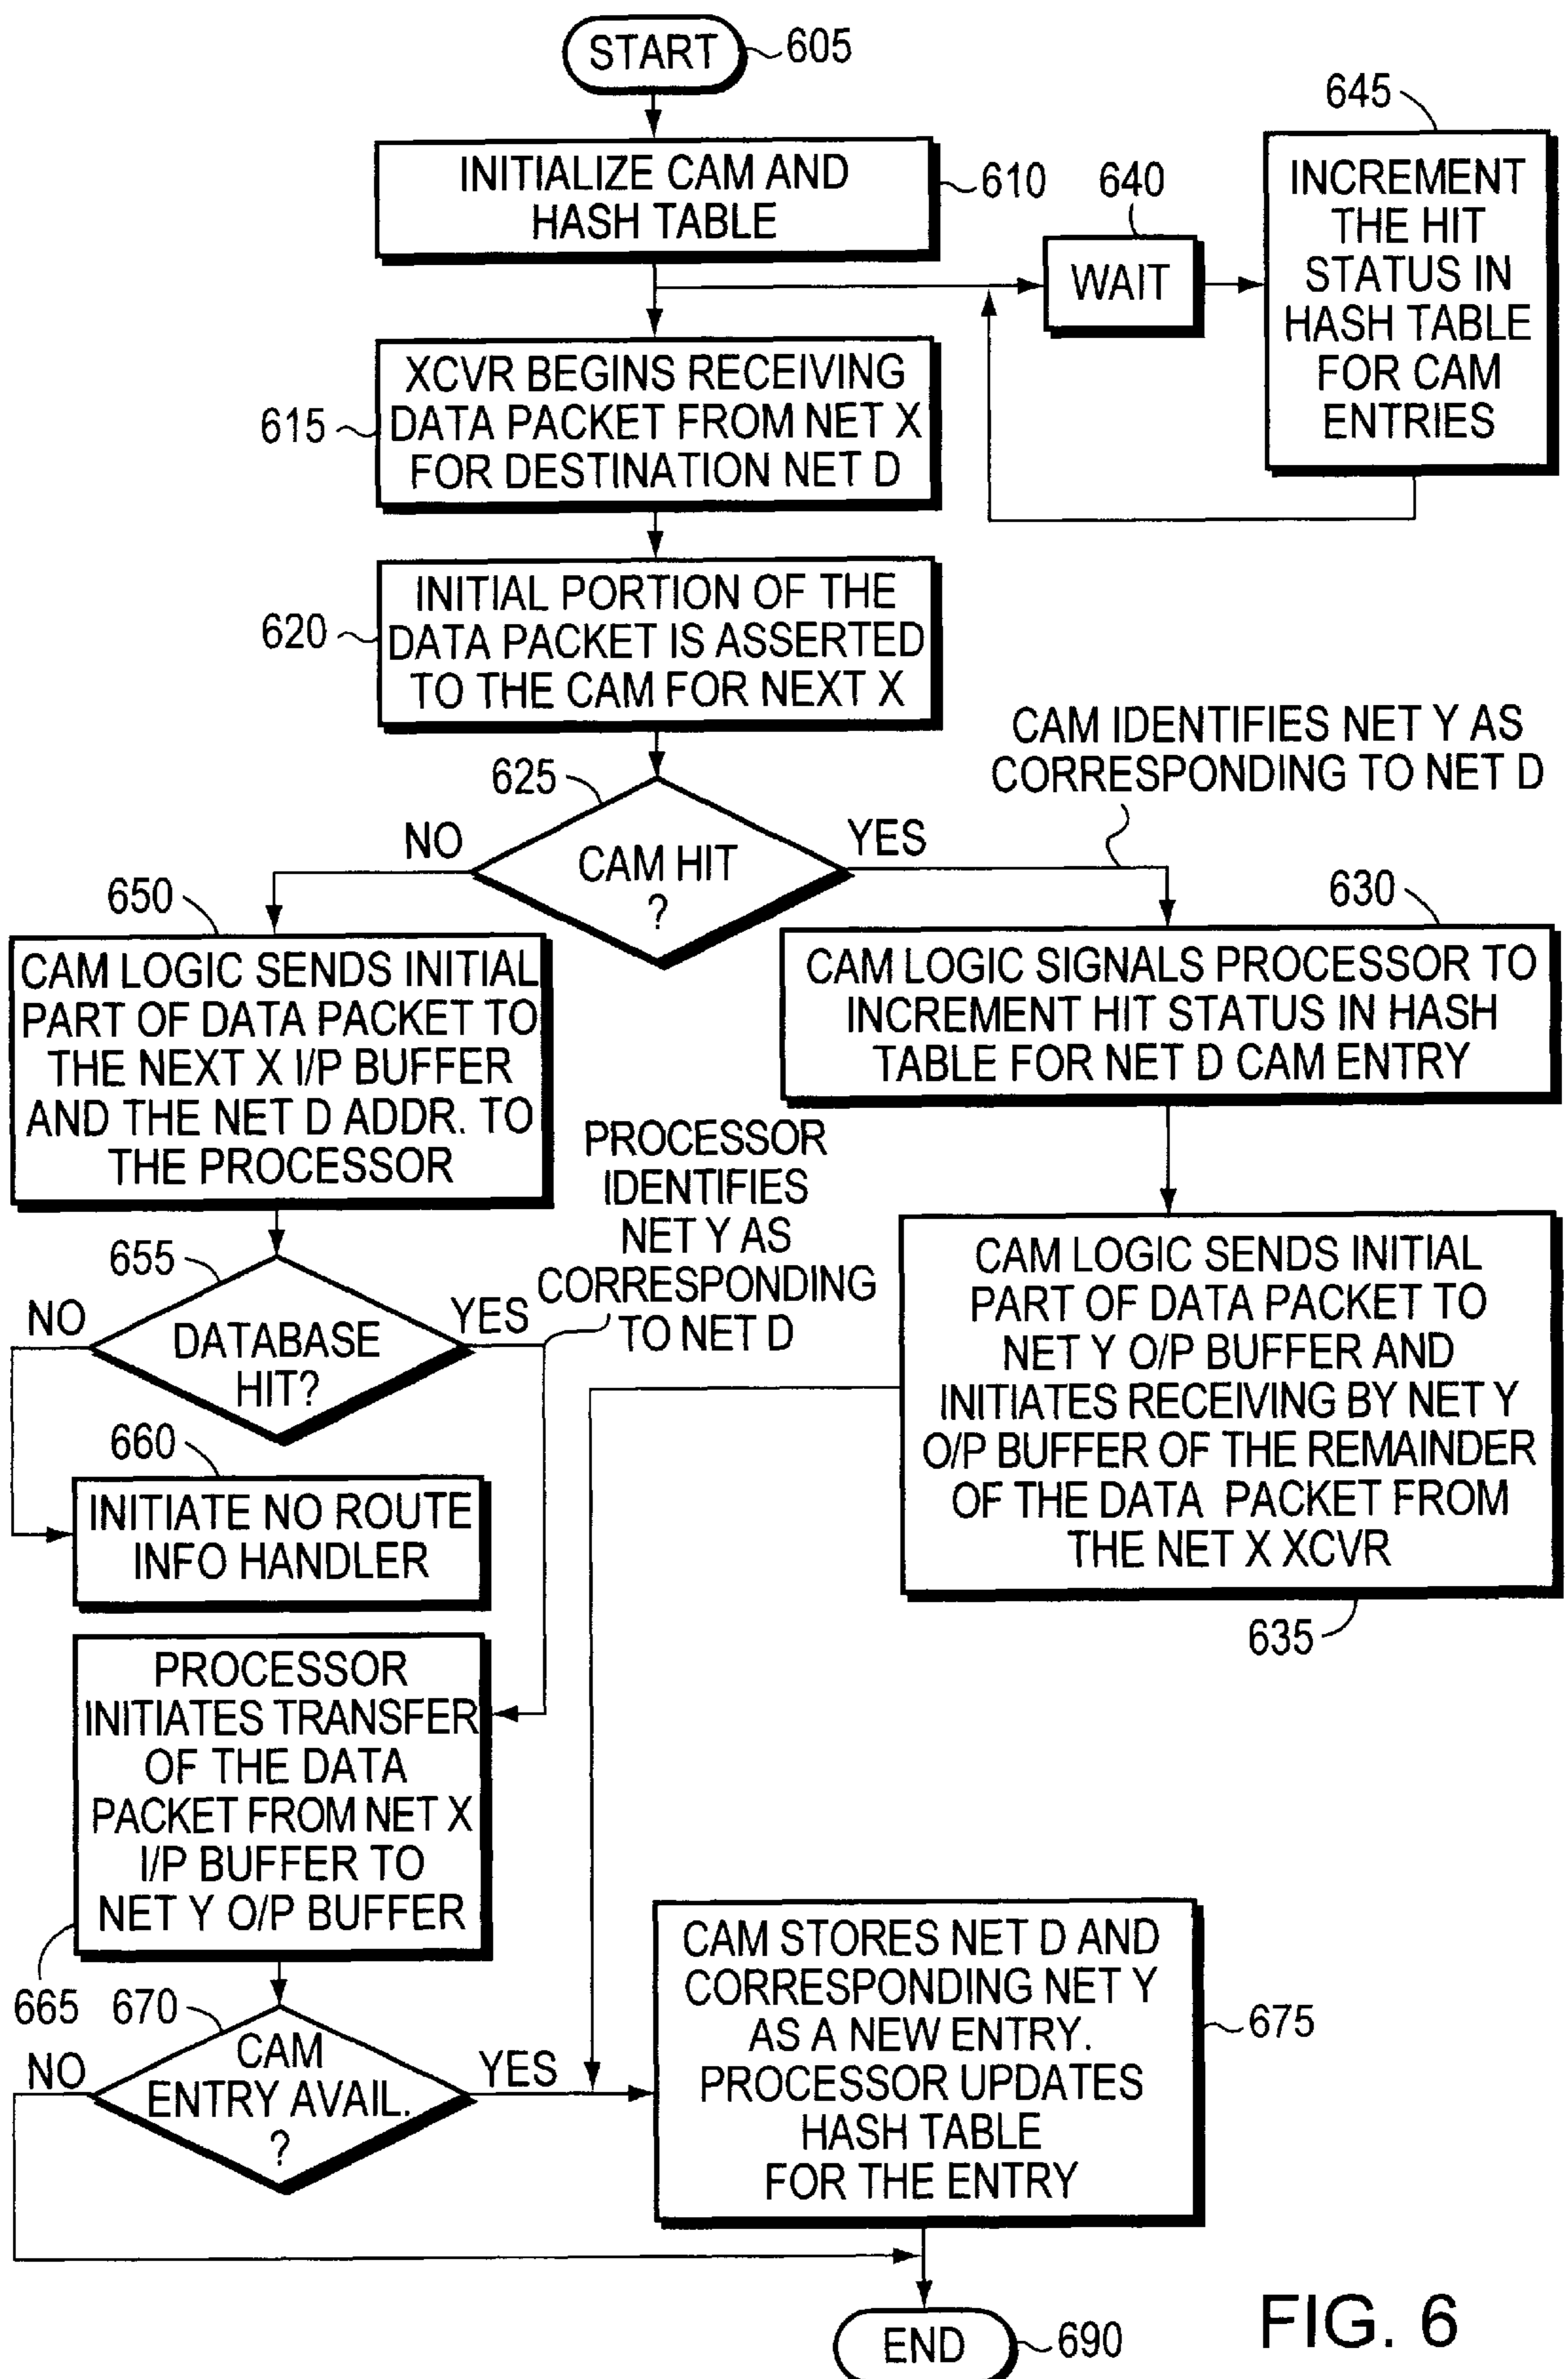 START
605
INITIALIZE CAM AND
HASH TABLE
610
640
WAIT
645
INCREMENT
THE HIT
STATUS IN
HASH TABLE
FOR CAM
ENTRIES
615
XCVR BEGINS RECEIVING
DATA PACKET FROM NET X
FOR DESTINATION NET D
620
INITIAL PORTION OF THE
DATA PACKET IS ASSERTED
TO THE CAM FOR NEXT X
625
CAM HIT
?
NO
YES
CAM IDENTIFIES NET Y AS
CORRESPONDING TO NET D
630
CAM LOGIC SIGNALS PROCESSOR TO
INCREMENT HIT STATUS IN HASH
TABLE FOR NET D CAM ENTRY
650
CAM LOGIC SENDS INITIAL
PART OF DATA PACKET TO
THE NEXT X I/P BUFFER
AND THE NET D ADDR. TO
THE PROCESSOR
PROCESSOR
IDENTIFIES
NET Y AS
CORRESPONDING
TO NET D
655
NO
DATABASE
HIT?
YES
CAM LOGIC SENDS INITIAL
PART OF DATA PACKET TO
NET Y O/P BUFFER AND
INITIATES RECEIVING BY NET Y
O/P BUFFER OF THE REMAINDER
OF THE DATA PACKET FROM
THE NET X XCVR
635
660
INITIATE NO ROUTE
INFO HANDLER
PROCESSOR
INITIATES TRANSFER
OF THE DATA
PACKET FROM NET X
I/P BUFFER TO
NET Y O/P BUFFER
665
670
NO
CAM
ENTRY AVAIL.
?
YES
CAM STORES NET D AND
CORRESPONDING NET Y
AS A NEW ENTRY.
PROCESSOR UPDATES
HASH TABLE
FOR THE ENTRY
675
END
690
FIG. 6